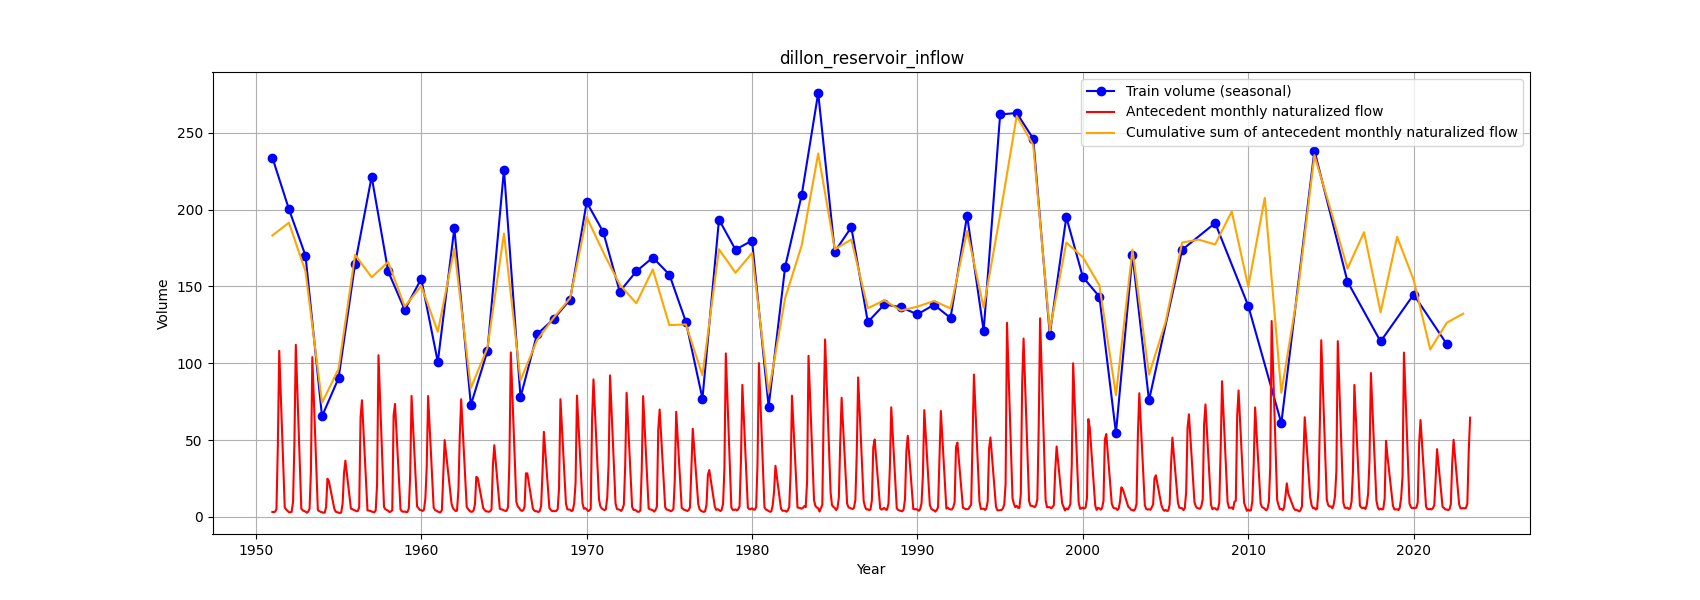 dillon_reservoir_inflow
Train volume (seasonal)
Antecedent monthly naturalized flow
Cumulative sum of antecedent monthly naturalized flow
Volume
250
200
150
100
50
0
1950 1960 1970 1980 1990 2000 2010 2020
Year